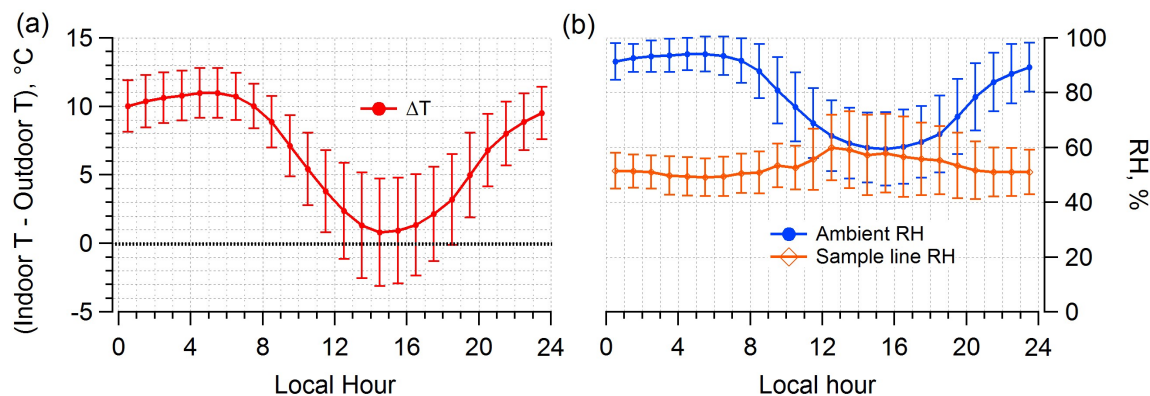 (a)
15
10
5
0
-5
(Indoor T - Outdoor T), °C
ΔT
0
4
8
12
16
20
24
Local Hour
(b)
100
80
60
40
20
0
RH, %
Ambient RH
Sample line RH
0
4
8
12
16
20
24
Local hour